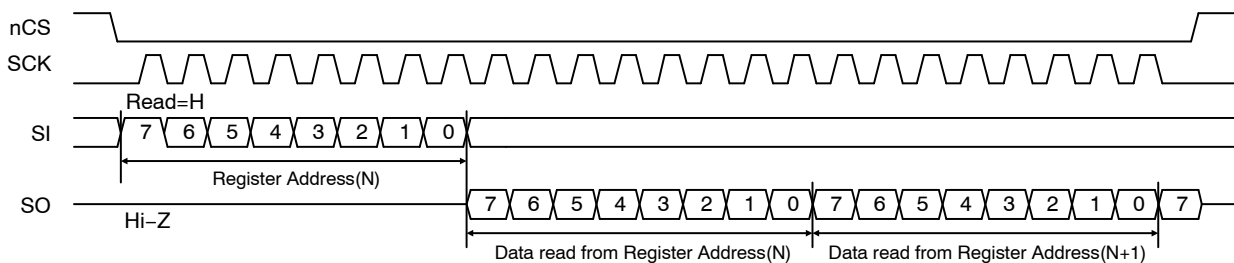 nCS
SCK
Read=H
SI 7 6 5 4 3 2 1 0
Register Address(N)
SO Hi−Z 7 6 5 4 3 2 1 0 7 6 5 4 3 2 1 0 7
Data read from Register Address(N) Data read from Register Address(N+1)